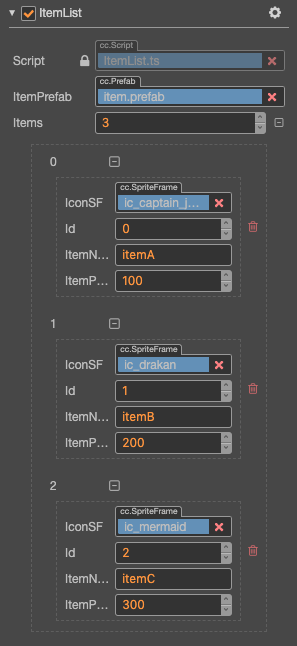 ItemList
cc.Script
Script ItemList.ts
cc.Prefab
ItemPrefab item.prefab
Items 3
0
cc.SpriteFrame
IconSF ic_captain_j...
Id 0
ItemN... itemA
ItemP... 100
1
cc.SpriteFrame
IconSF ic_drakan
Id 1
ItemN... itemB
ItemP... 200
2
cc.SpriteFrame
IconSF ic_mermaid
Id 2
ItemN... itemC
ItemP... 300